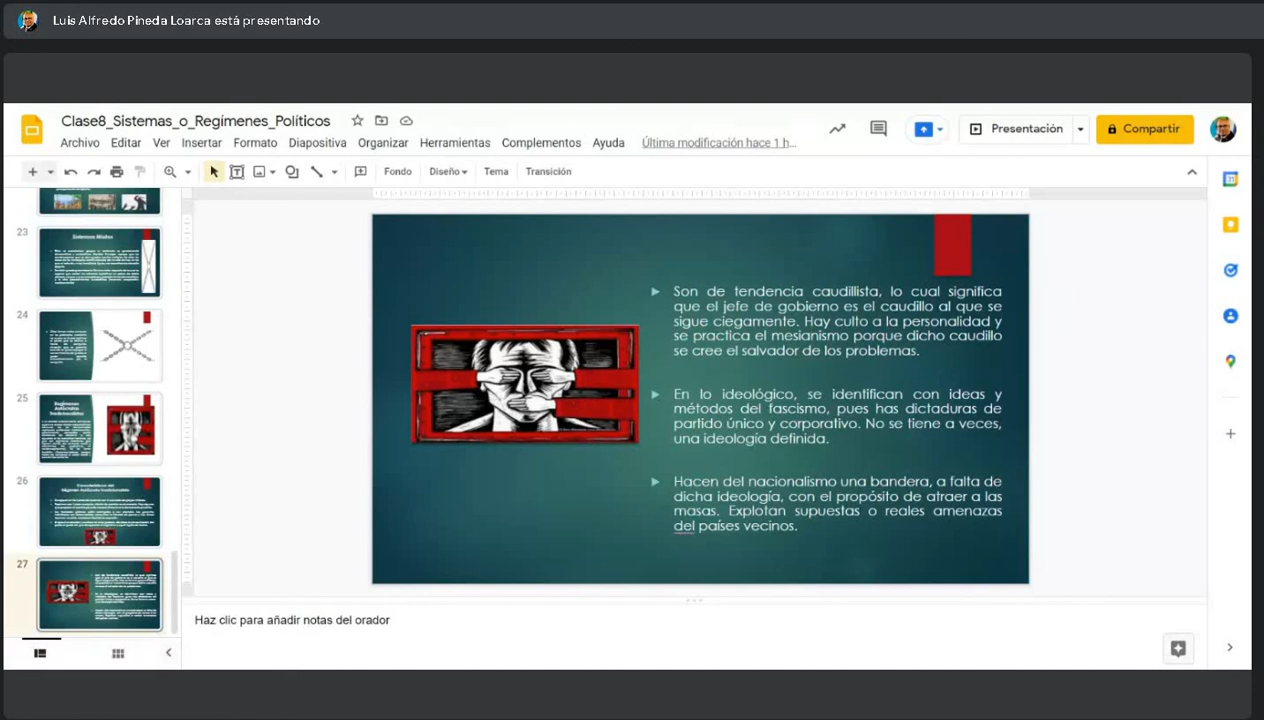 Luis Alfredo Pineda Loarca está presentando
Clase8_Sistemas_o_Regímenes_Políticos
Archivo Editar Ver Insertar Formato Diapositiva Organizar Herramientas Complementos Ayuda Última modificación hace 1 h...
Presentación
Compartir
Fondo Diseño Tema Transición
23
Sistemas Mixtos
24
25
Regímenes
Autócratas
Tradicionalistas
26
27
Son de tendencia caudillista, lo cual significa
que el jefe de gobierno es el caudillo al que se
sigue ciegamente. Hay culto a la personalidad y
se practica el mesianismo porque dicho caudillo
se cree el salvador de los problemas.
En lo ideológico, se identifican con ideas y
métodos del fascismo, pues has dictaduras de
partido único y corporativo. No se tiene a veces,
una ideología definida.
Hacen del nacionalismo una bandera, a falta de
dicha ideología, con el propósito de atraer a las
masas. Explotan supuestas o reales amenazas
del países vecinos.
Haz clic para añadir notas del orador